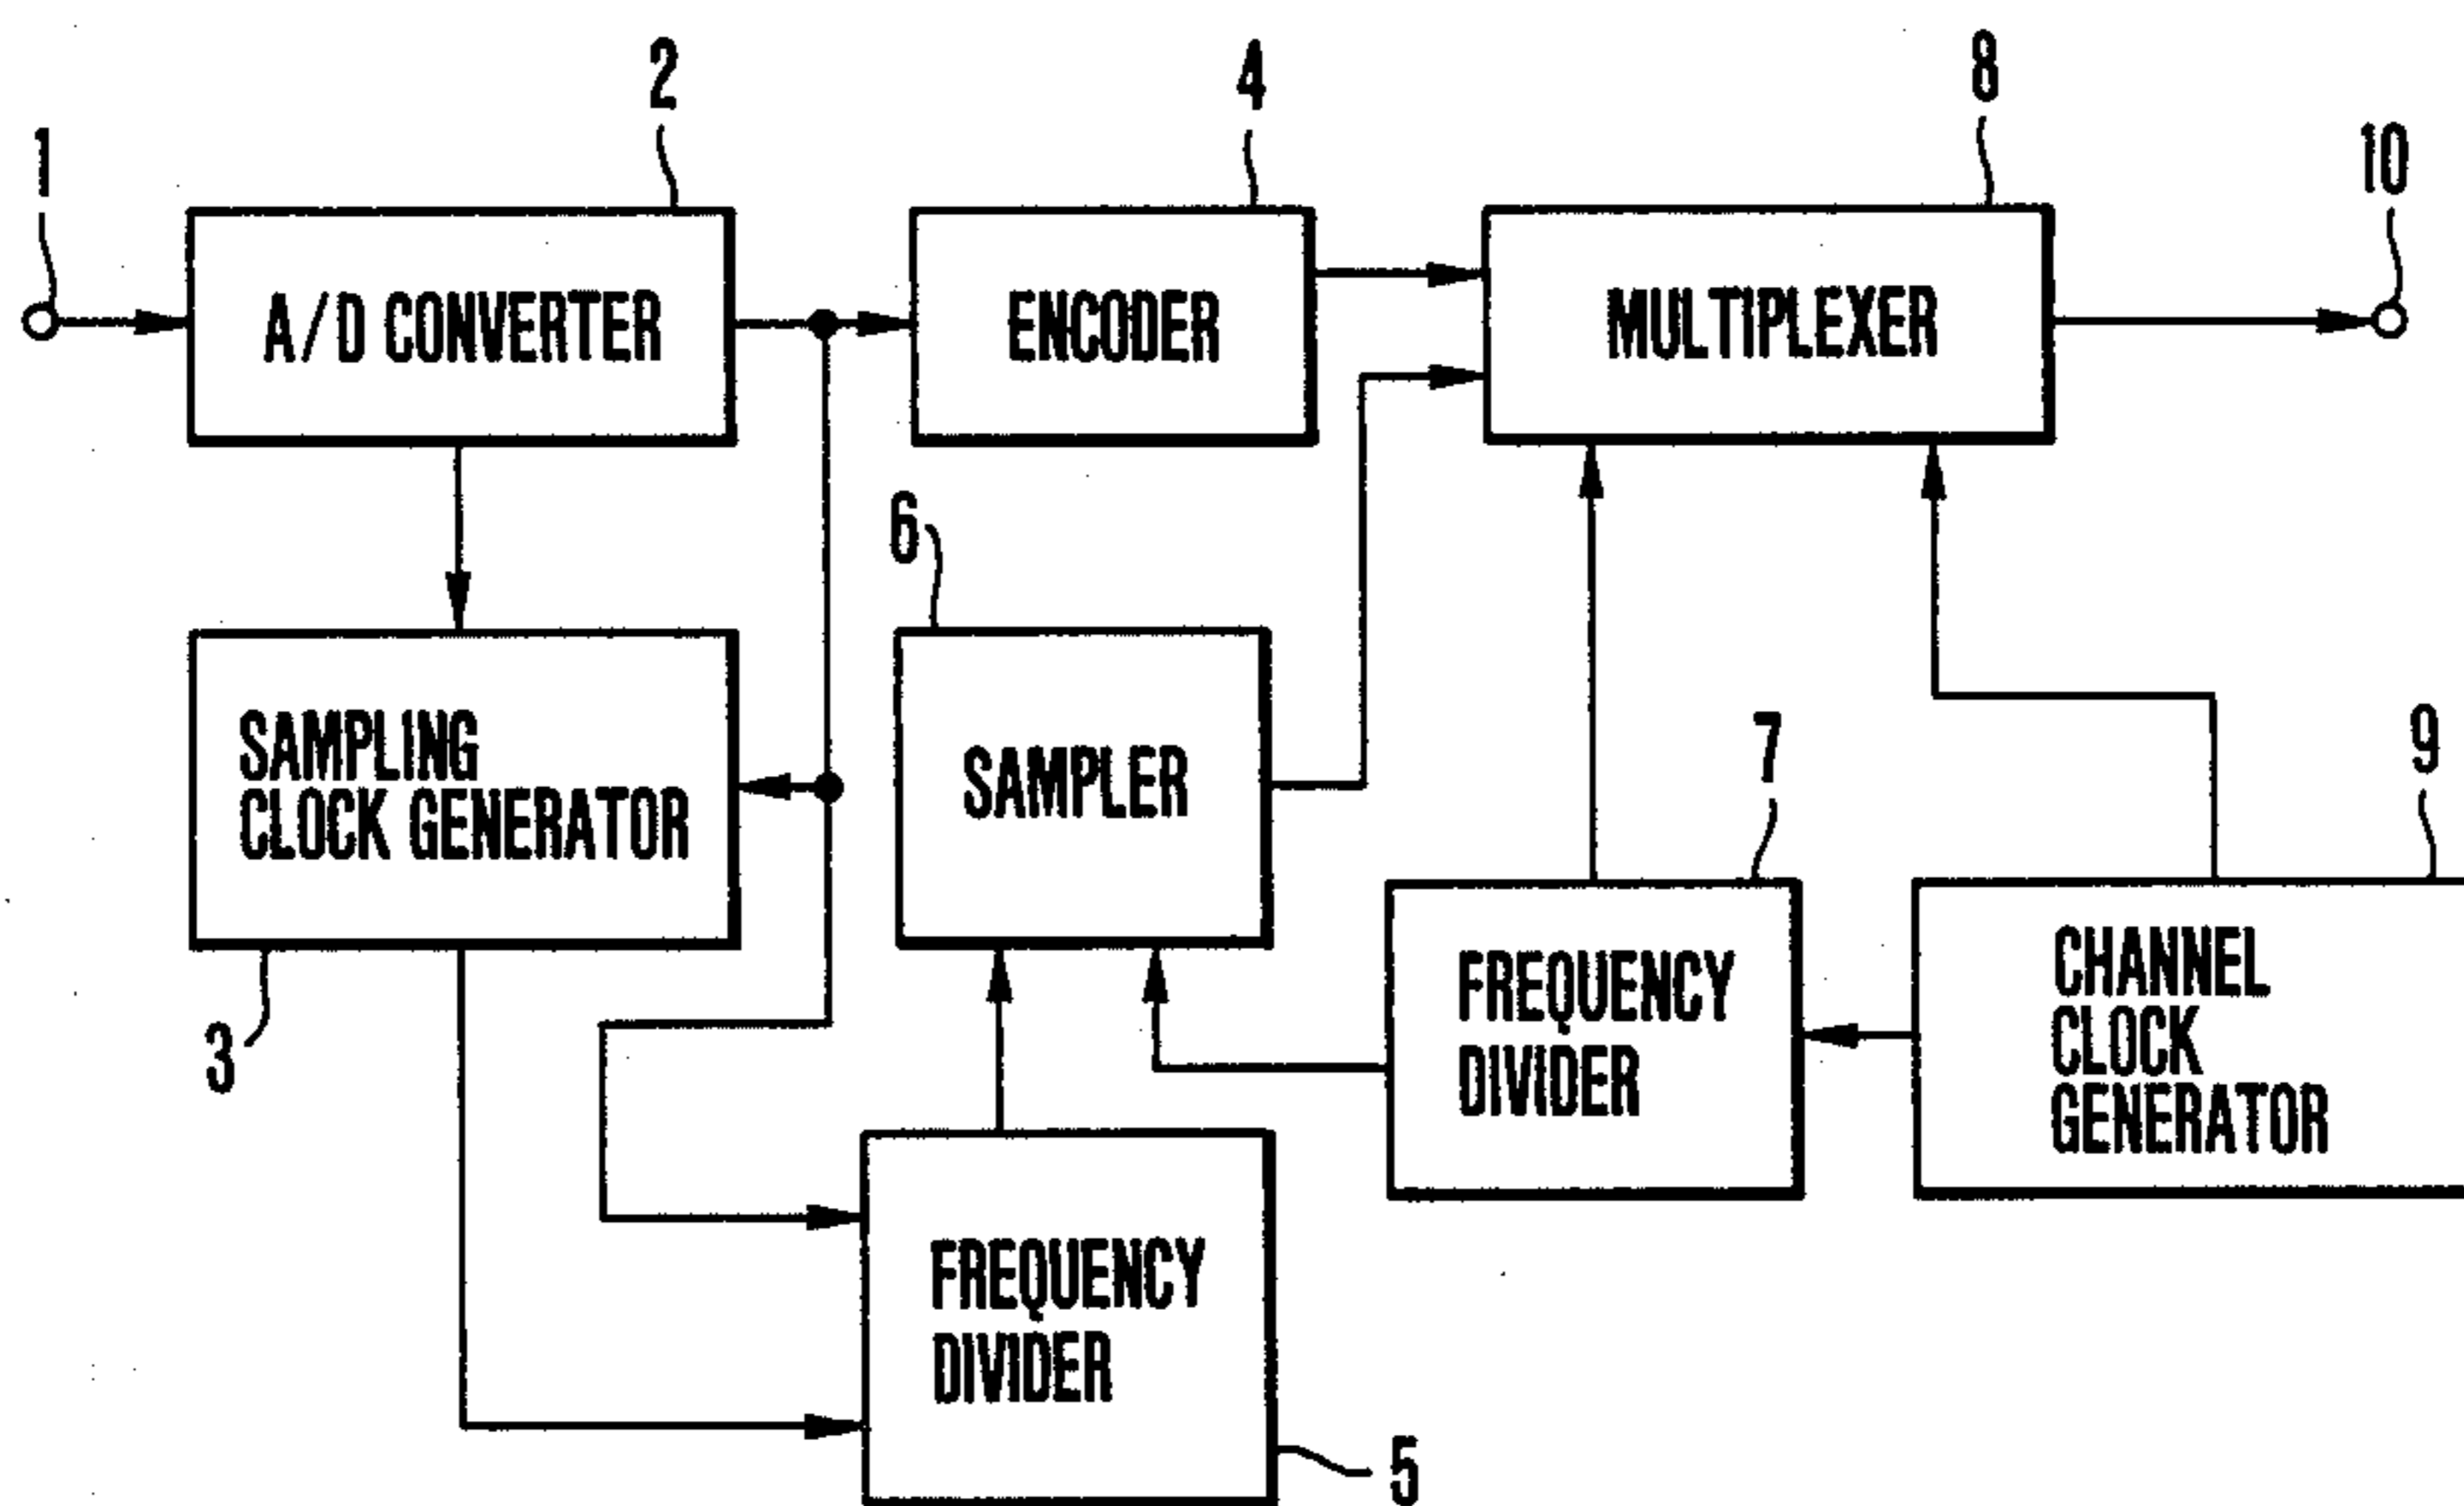 1
2
4
8
10
A/D CONVERTER
ENCODER
MULTIPLEXER
6
SAMPLING
CLOCK GENERATOR
SAMPLER
7
9
3
FREQUENCY
DIVIDER
CHANNEL
CLOCK
GENERATOR
FREQUENCY
DIVIDER
5